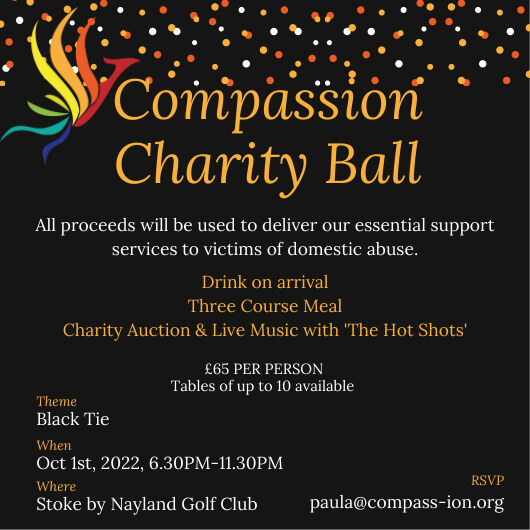 Compassion
Charity Ball
All proceeds will be used to deliver our essential support
services to victims of domestic abuse.
Drink on arrival
Three Course Meal
Charity Auction & Live Music with 'The Hot Shots'
£65 PER PERSON
Tables of up to 10 available
Theme
Black Tie
When
Oct 1st, 2022, 6.30PM-11.30PM
Where
Stoke by Nayland Golf Club
RSVP
paula@compass-ion.org